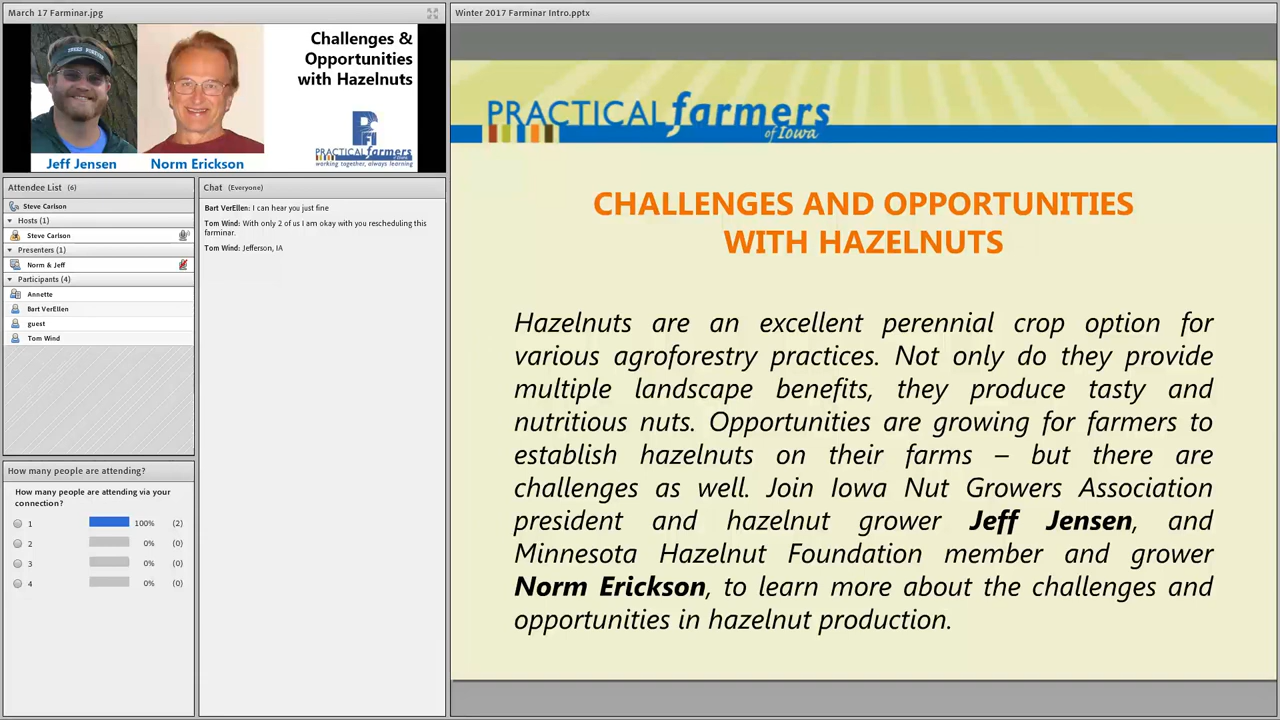 March 17 Farminar.jpg
SPEED ROOSTER
Challenges &
Opportunities
with Hazelnuts
PFI
PRACTICAL farmers
of Iowa
working together, always learning
Jeff Jensen
Norm Erickson
Attendee List (6)
Steve Carlson
Hosts (1)
Steve Carlson
Presenters (1)
Norm & Jeff
Participants (4)
Annette
Bart VerEllen
guest
Tom Wind
Chat (Everyone)
Bart VerEllen: I can hear you just fine
Tom Wind: With only 2 of us I am okay with you rescheduling this
farminar.
Tom Wind: Jefferson, IA
How many people are attending?
How many people are attending via your
connection?
1 100% (2)
2 0% (0)
3 0% (0)
4 0% (0)
Winter 2017 Farminar Intro.pptx
PRACTICAL farmers
of Iowa
CHALLENGES AND OPPORTUNITIES
WITH HAZELNUTS
Hazelnuts are an excellent perennial crop option for
various agroforestry practices. Not only do they provide
multiple landscape benefits, they produce tasty and
nutritious nuts. Opportunities are growing for farmers to
establish hazelnuts on their farms – but there are
challenges as well. Join Iowa Nut Growers Association
president and hazelnut grower Jeff Jensen, and
Minnesota Hazelnut Foundation member and grower
Norm Erickson, to learn more about the challenges and
opportunities in hazelnut production.